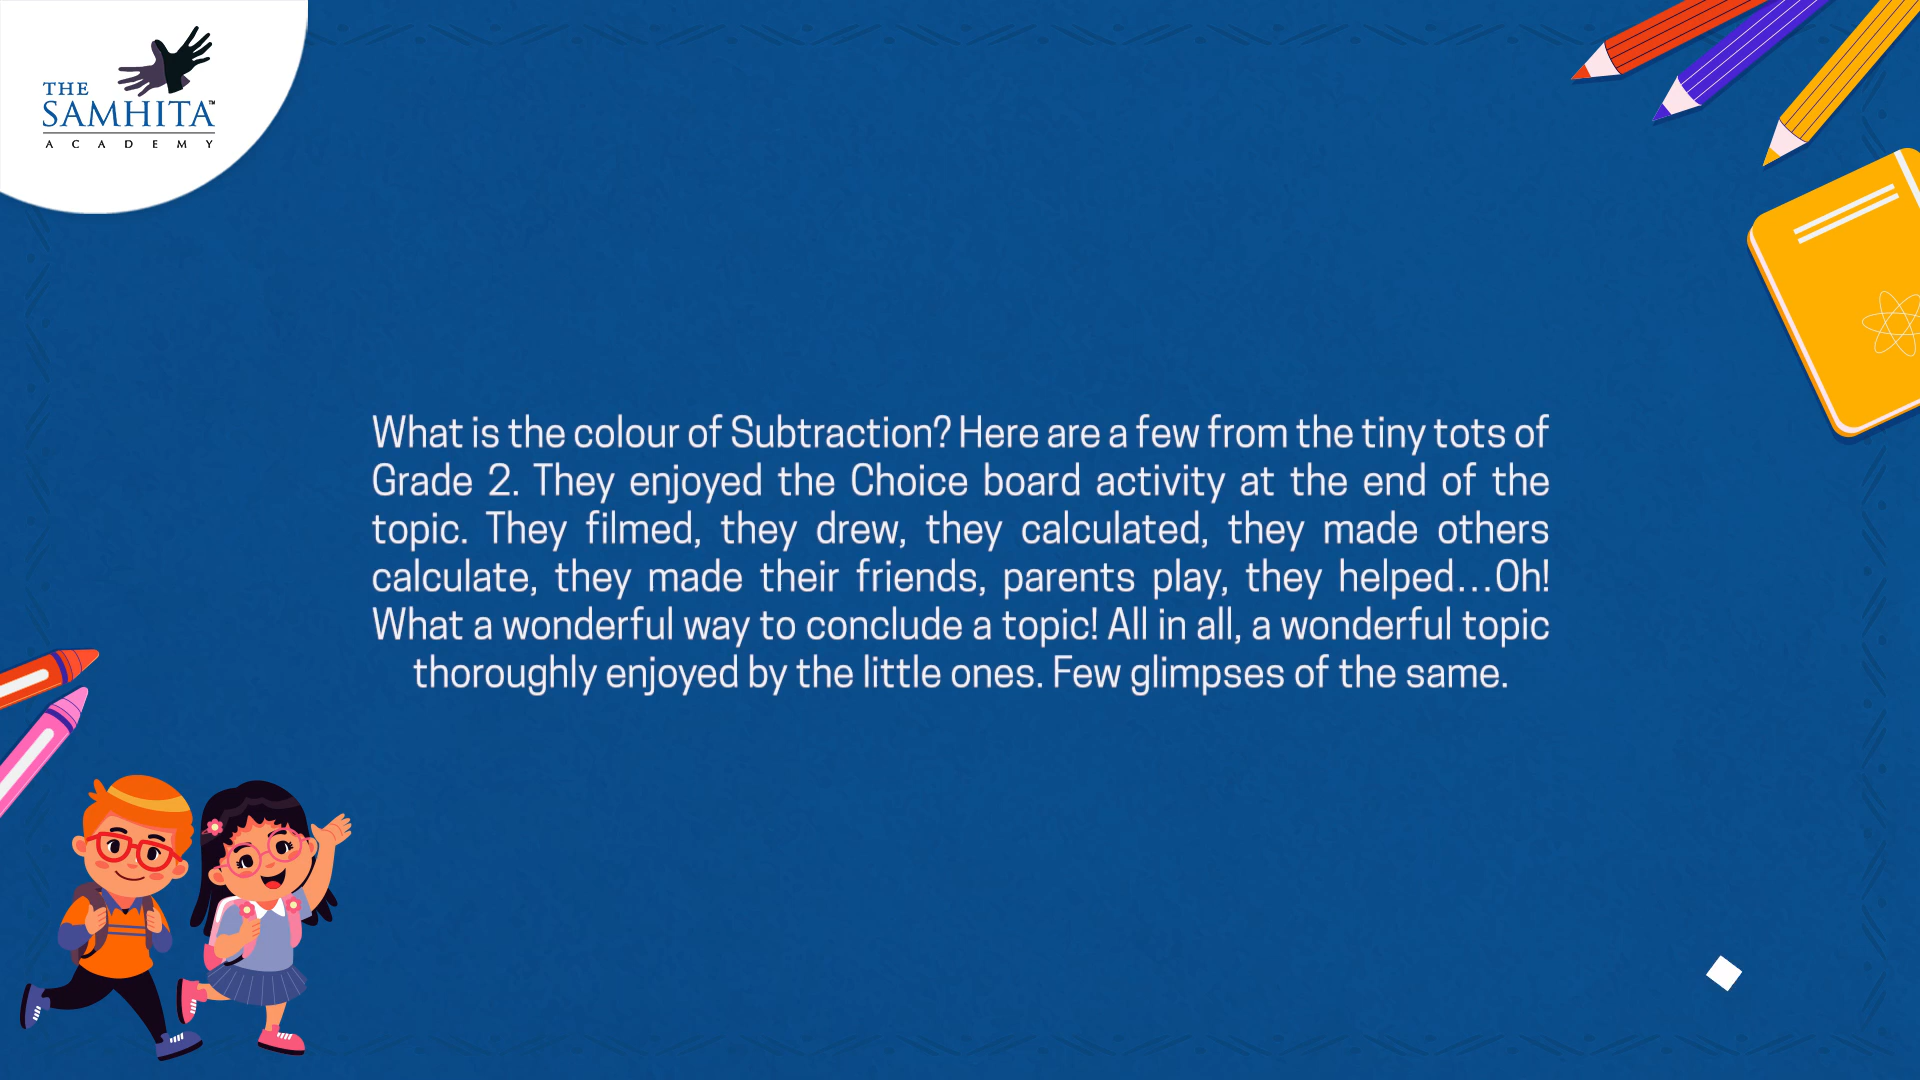 THE
SAMHITA™
ACADEMY
What is the colour of Subtraction? Here are a few from the tiny tots of
Grade 2. They enjoyed the Choice board activity at the end of the
topic. They filmed, they drew, they calculated, they made others
calculate, they made their friends, parents play, they helped...Oh!
What a wonderful way to conclude a topic! All in all, a wonderful topic
thoroughly enjoyed by the little ones. Few glimpses of the same.